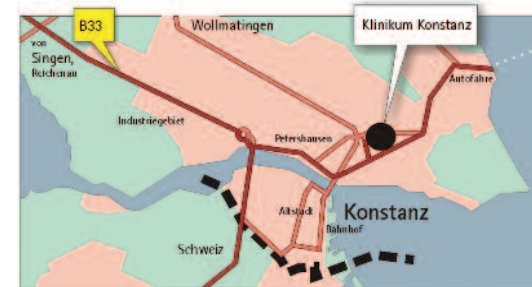 B33
Wollmatingen
Klinikum Konstanz
von
Singen,
Reichenau
Autofähre
Industriegebiet
Petershausen
Altstadt
Konstanz
Bahnhof
Schweiz